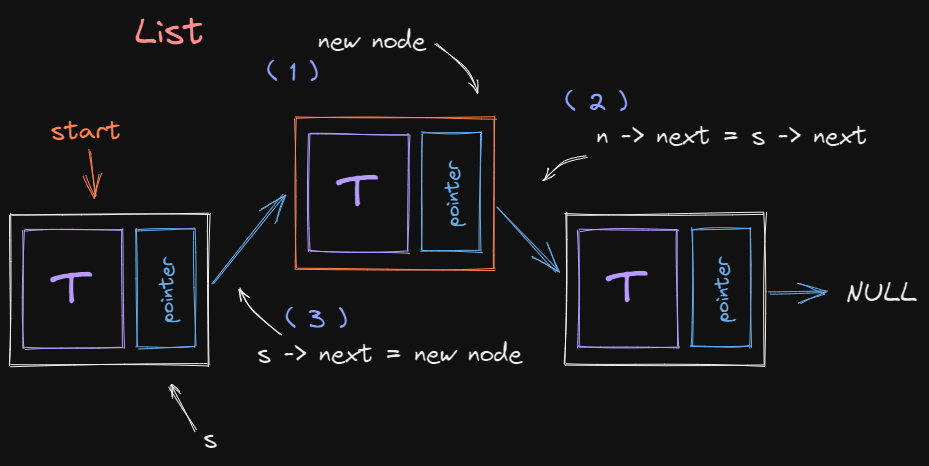 List
new node
( 1 )
( 2 )
n -> next = s -> next
start
T
pointer
T
pointer
T
pointer
NULL
( 3 )
s -> next = new node
s